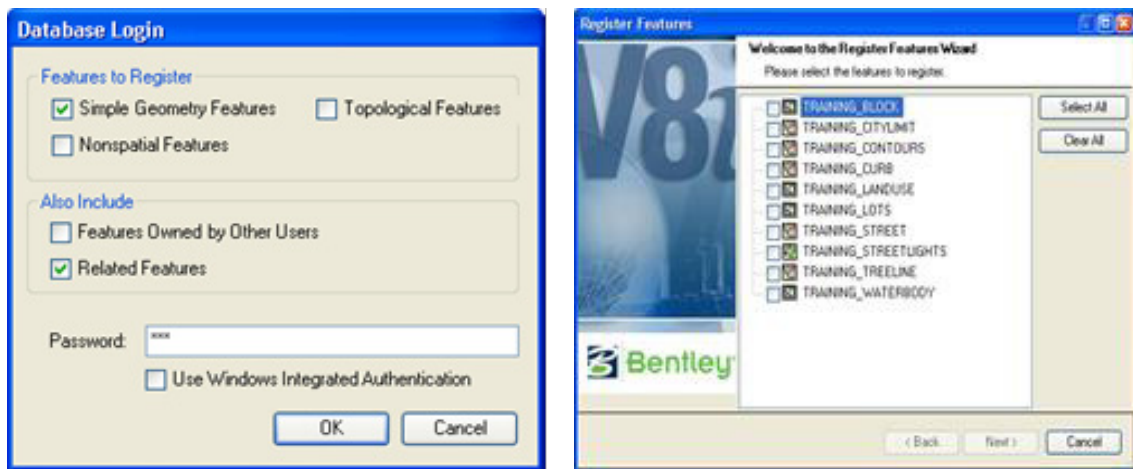 Database Login
Features to Register
Simple Geometry Features
Topological Features
Nonspatial Features
Also Include
Features Owned by Other Users
Related Features
Password: ***
Use Windows Integrated Authentication
OK
Cancel
Register Features
Welcome to the Register Features Wizard
Please select the features to register.
V8i
TRAINING_BLOCK
TRAINING_CITYLIMIT
TRAINING_CONTOURS
TRAINING_CURB
TRAINING_LANDUSE
TRAINING_LOTS
TRAINING_STREET
TRAINING_STREETLIGHTS
TRAINING_TREELINE
TRAINING_WATERBODY
Select All
Clear All
Bentley
< Back
Next >
Cancel